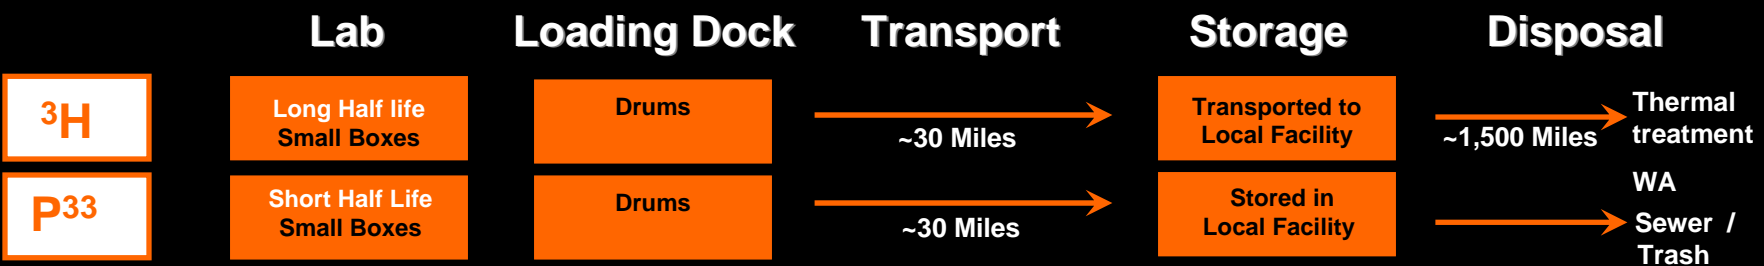 Lab Loading Dock Transport Storage Disposal
³H
Long Half life
Small Boxes
Drums
~30 Miles
Transported to
Local Facility
~1,500 Miles
Thermal
treatment
WA
P³³
Short Half Life
Small Boxes
Drums
~30 Miles
Stored in
Local Facility
Sewer /
Trash